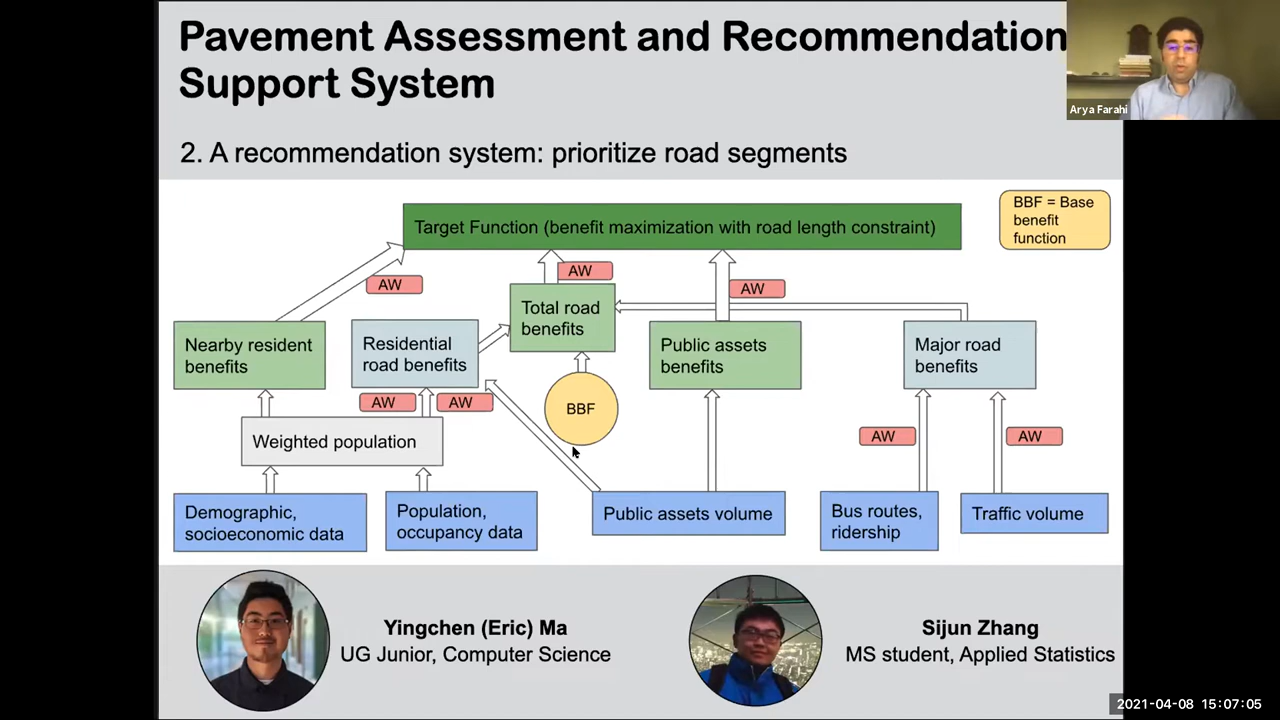 Pavement Assessment and Recommendation
Support System
Arya Farahi
2. A recommendation system: prioritize road segments
BBF = Base
benefit
function
Target Function (benefit maximization with road length constraint)
AW
AW
AW
Total road
benefits
Nearby resident
benefits
Residential
road benefits
Public assets
benefits
Major road
benefits
AW
AW
BBF
AW
AW
Weighted population
Demographic,
socioeconomic data
Population,
occupancy data
Public assets volume
Bus routes,
ridership
Traffic volume
Yingchen (Eric) Ma
UG Junior, Computer Science
Sijun Zhang
MS student, Applied Statistics
2021-04-08 15:07:05